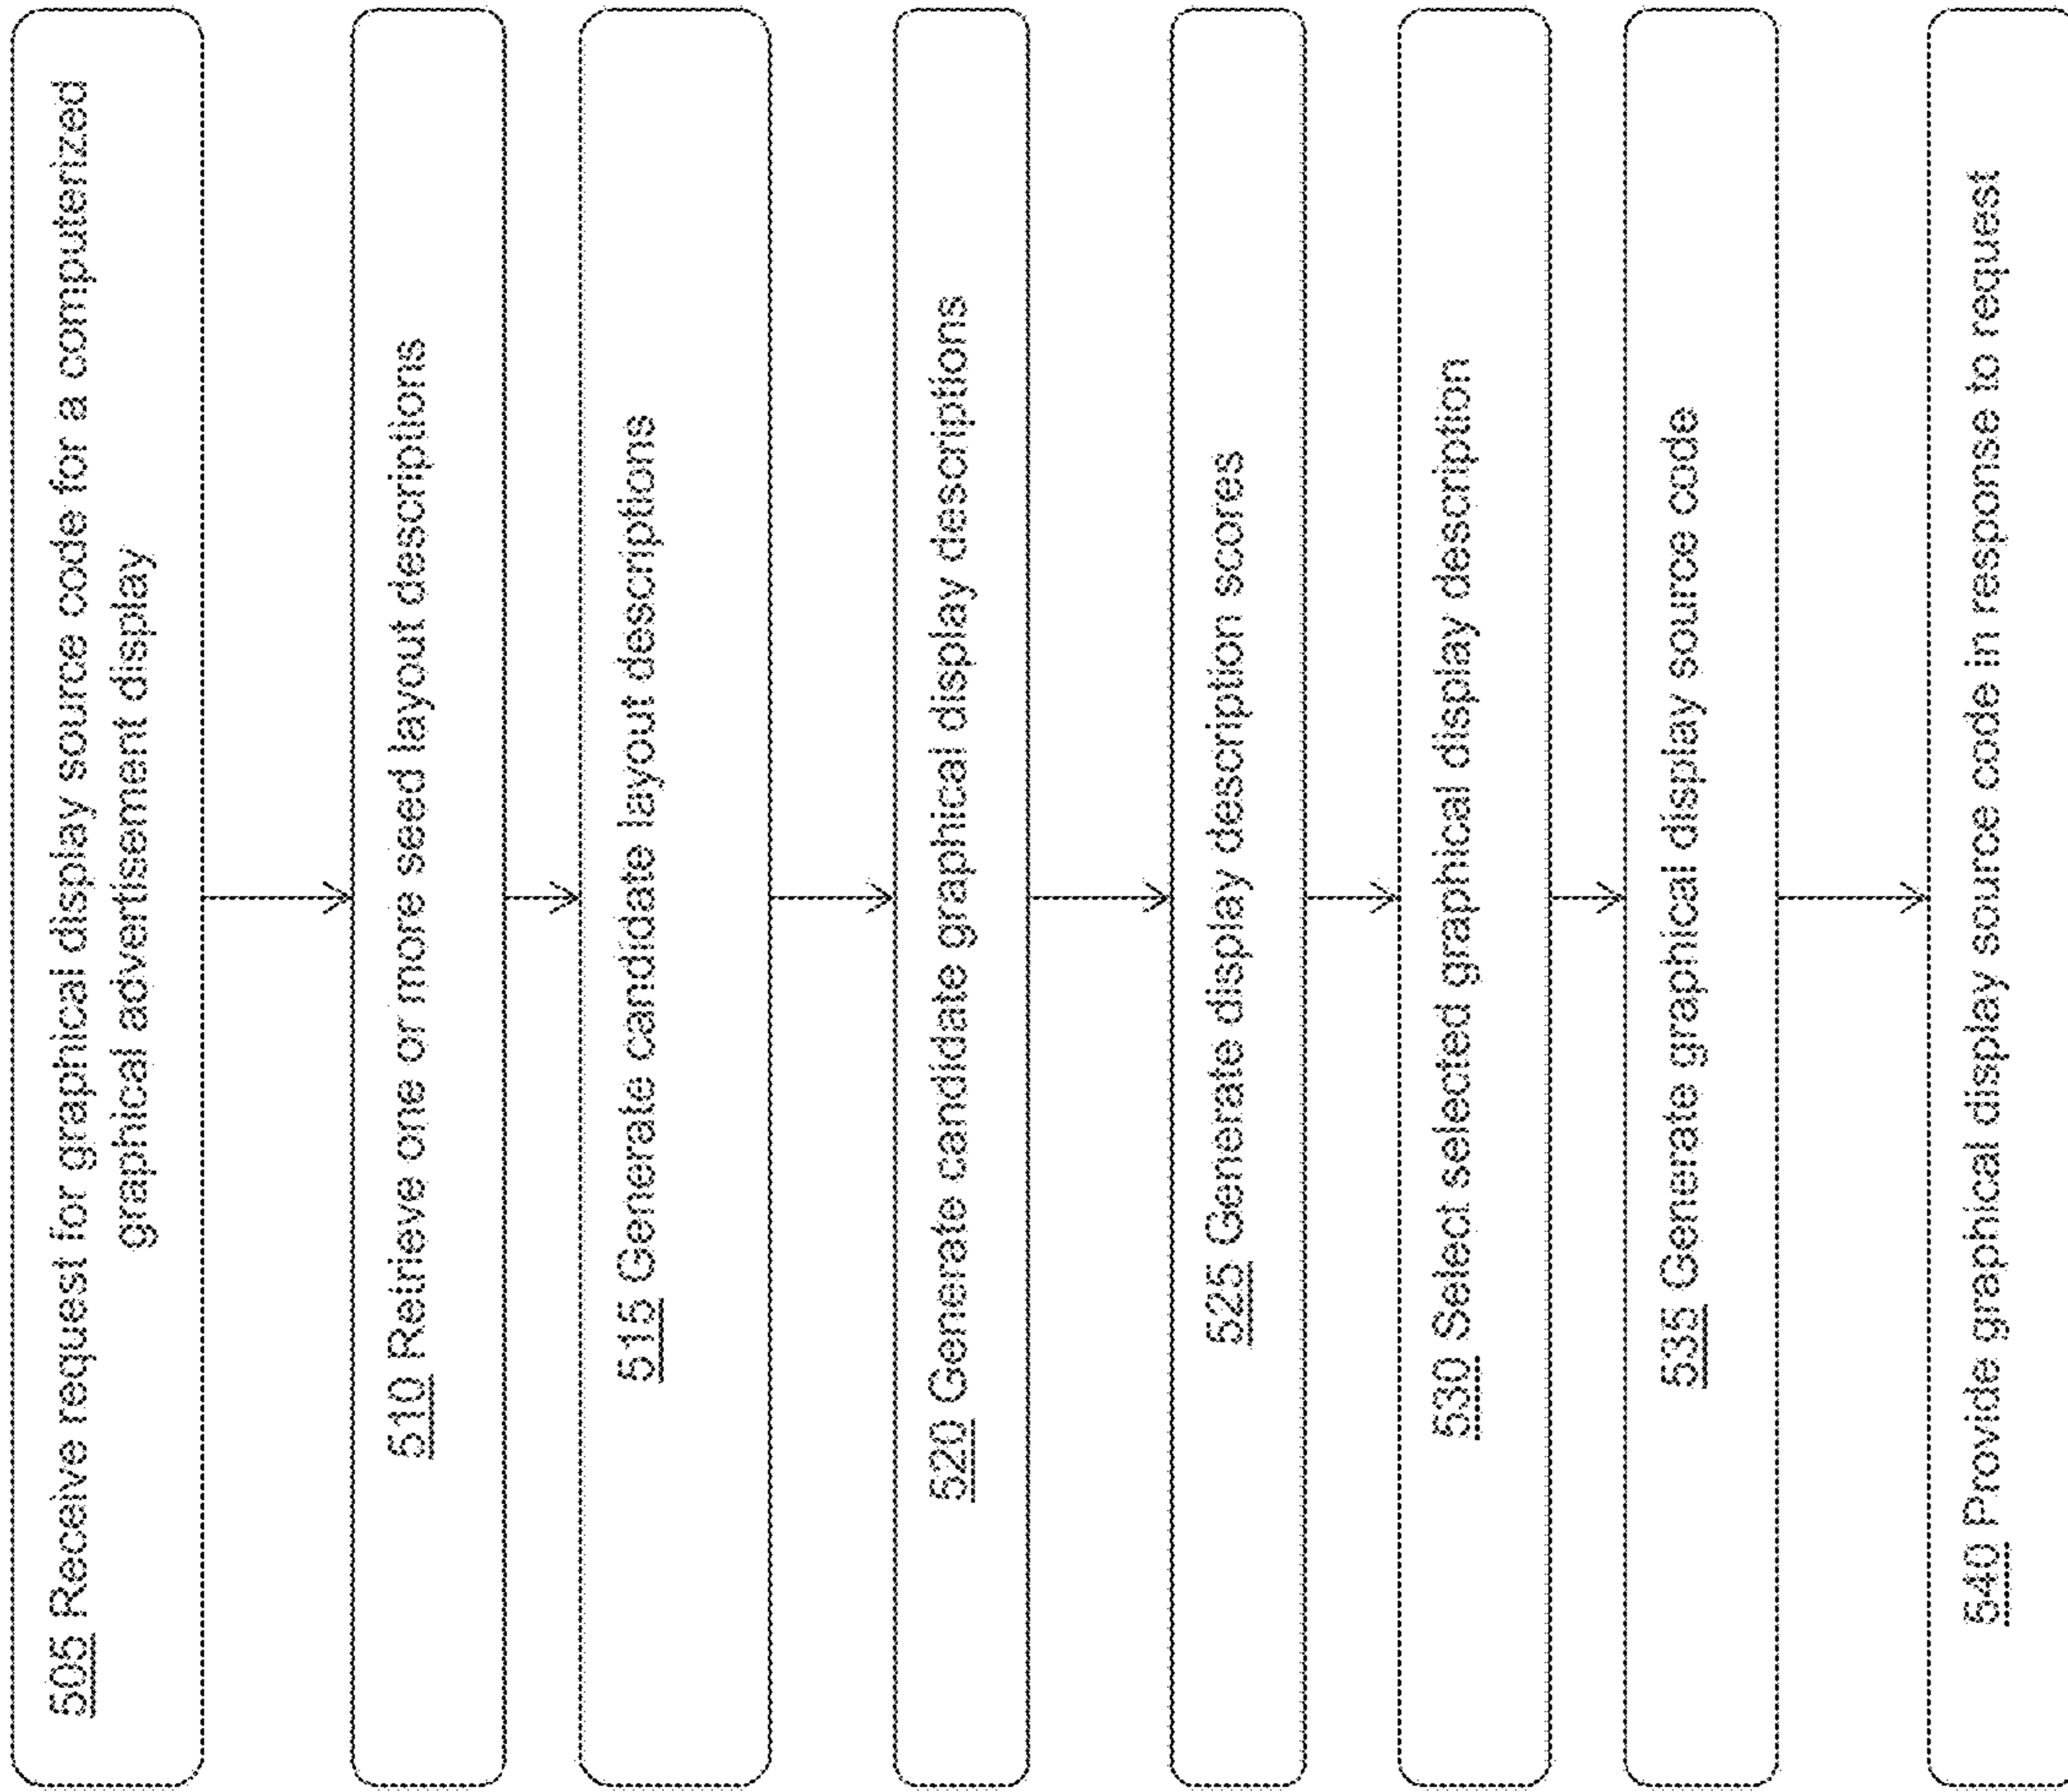 505 Receive request for graphical display source code for a computerized
graphical advertisement display
510 Retrieve one or more seed layout descriptions
515 Generate candidate layout descriptions
520 Generate candidate graphical display descriptions
525 Generate display description scores
530 Select selected graphical display description
535 Generate graphical display source code
540 Provide graphical display source code in response to request